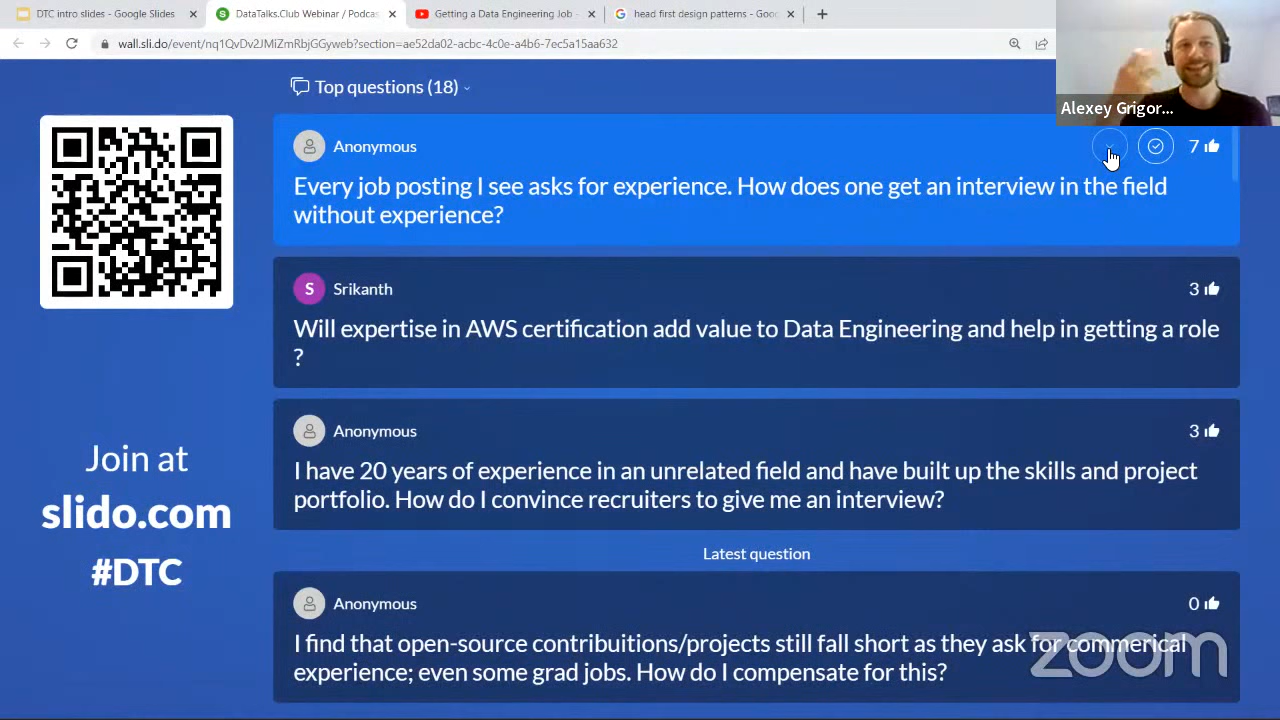 DTC intro slides - Google Slides
DataTalks.Club Webinar / Podcas
Getting a Data Engineering Job -
head first design patterns - Goo
wall.sli.do/event/nq1QvDv2JMiZmRbjGGyweb?section=ae52da02-acbc-4c0e-a4b6-7ec5a15aa632
Alexey Grigor...
Top questions (18)
Anonymous
7
Every job posting I see asks for experience. How does one get an interview in the field
without experience?
S
Srikanth
3
Will expertise in AWS certification add value to Data Engineering and help in getting a role
?
Anonymous
3
I have 20 years of experience in an unrelated field and have built up the skills and project
portfolio. How do I convince recruiters to give me an interview?
Join at
slido.com
#DTC
Latest question
Anonymous
0
I find that open-source contribuitions/projects still fall short as they ask for commerical
experience; even some grad jobs. How do I compensate for this?
zoom